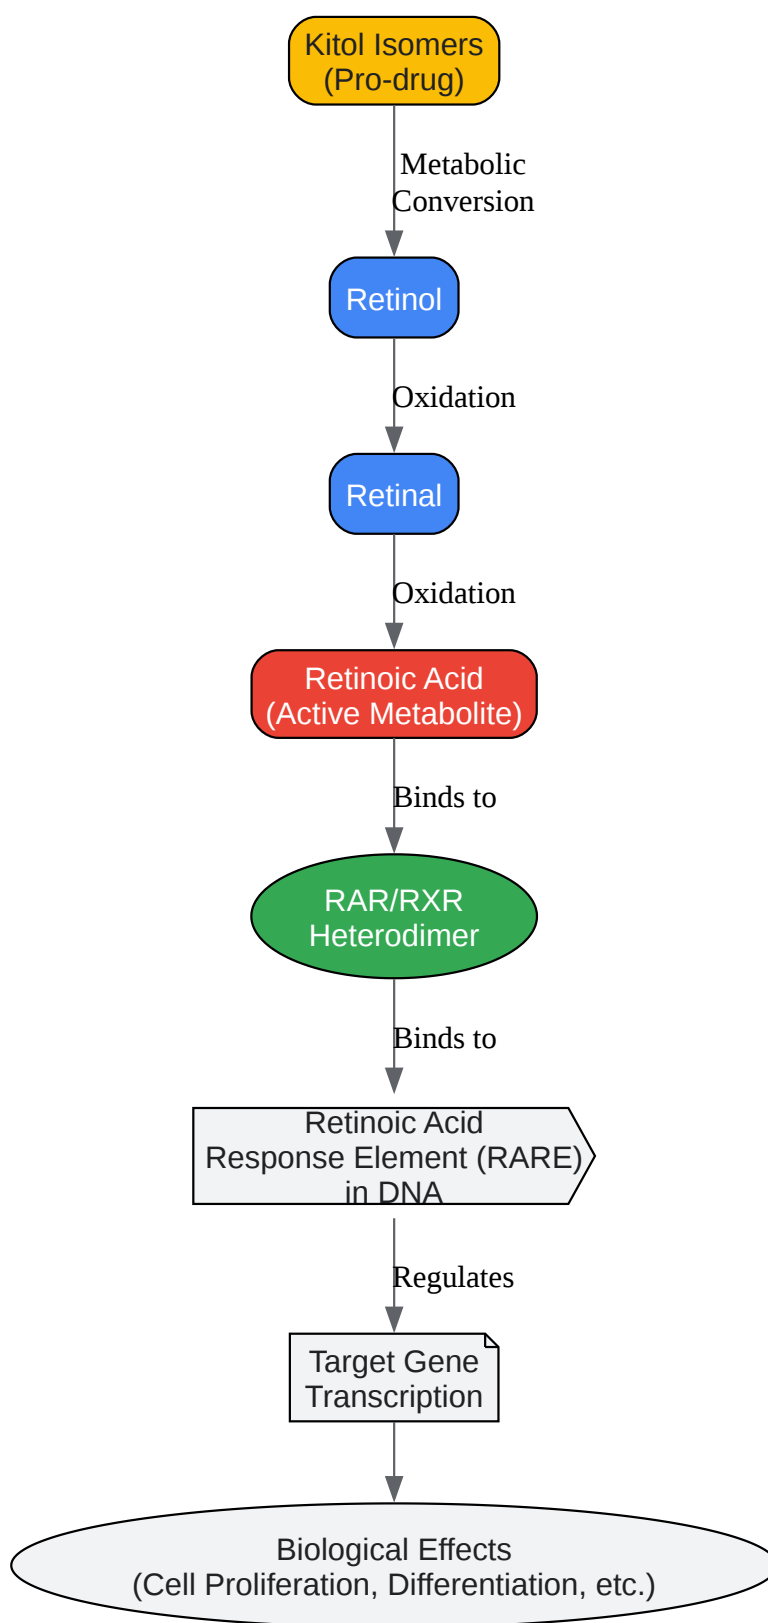 Kitol Isomers
(Pro-drug)
Metabolic
Conversion
Retinol
Oxidation
Retinal
Oxidation
Retinoic Acid
(Active Metabolite)
Binds to
RAR/RXR
Heterodimer
Binds to
Retinoic Acid
Response Element (RARE)
in DNA
Regulates
Target Gene
Transcription
Biological Effects
(Cell Proliferation, Differentiation, etc.)